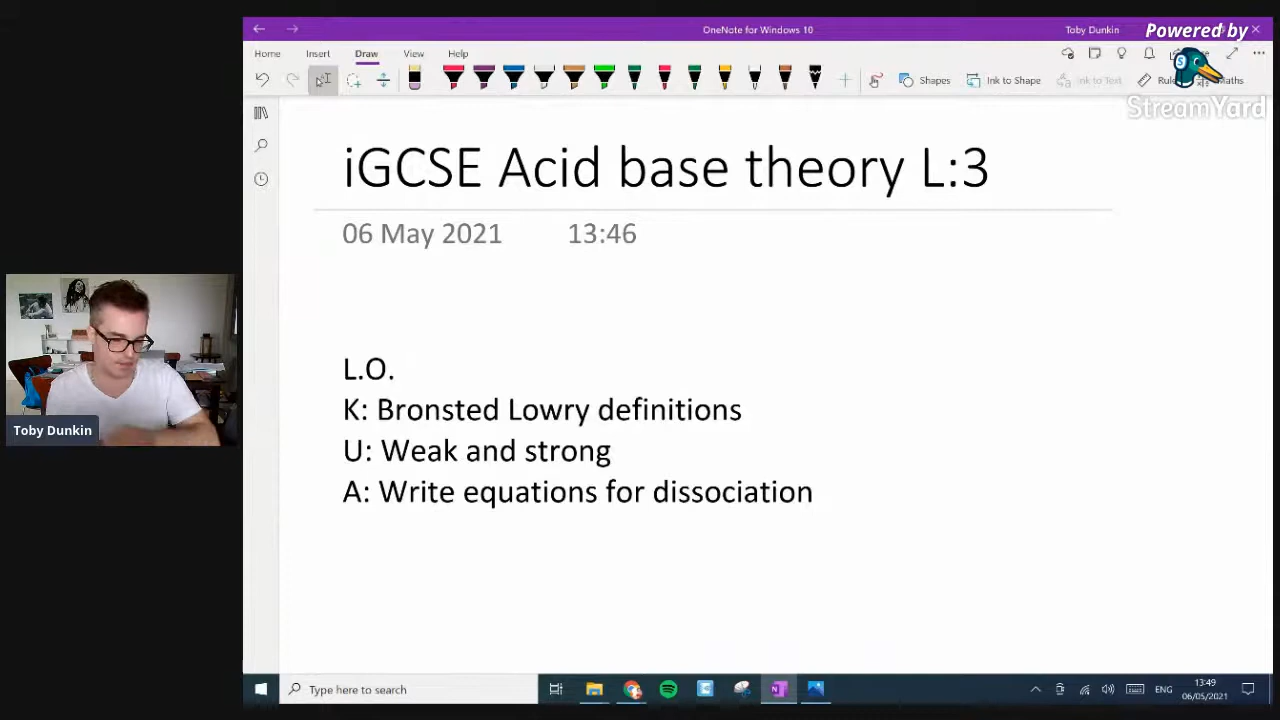 OneNote for Windows 10
Toby Dunkin
Powered by
StreamYard
Home Insert Draw View Help
Shapes Ink to Shape Ink to Text Maths
iGCSE Acid base theory L:3
06 May 2021 13:46
L.O.
K: Bronsted Lowry definitions
U: Weak and strong
A: Write equations for dissociation
Toby Dunkin
Type here to search
ENG
13:49
06/05/2021